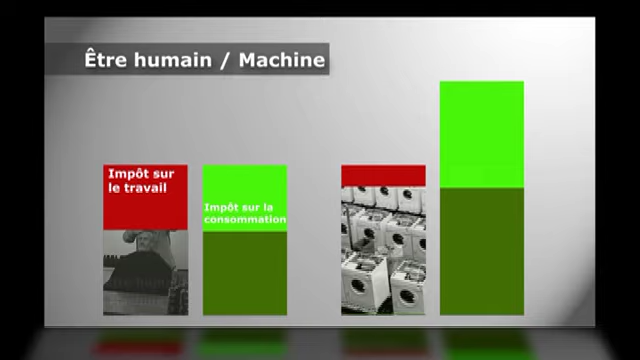 Être humain / Machine
Impôt sur
le travail
Impôt sur la
consommation